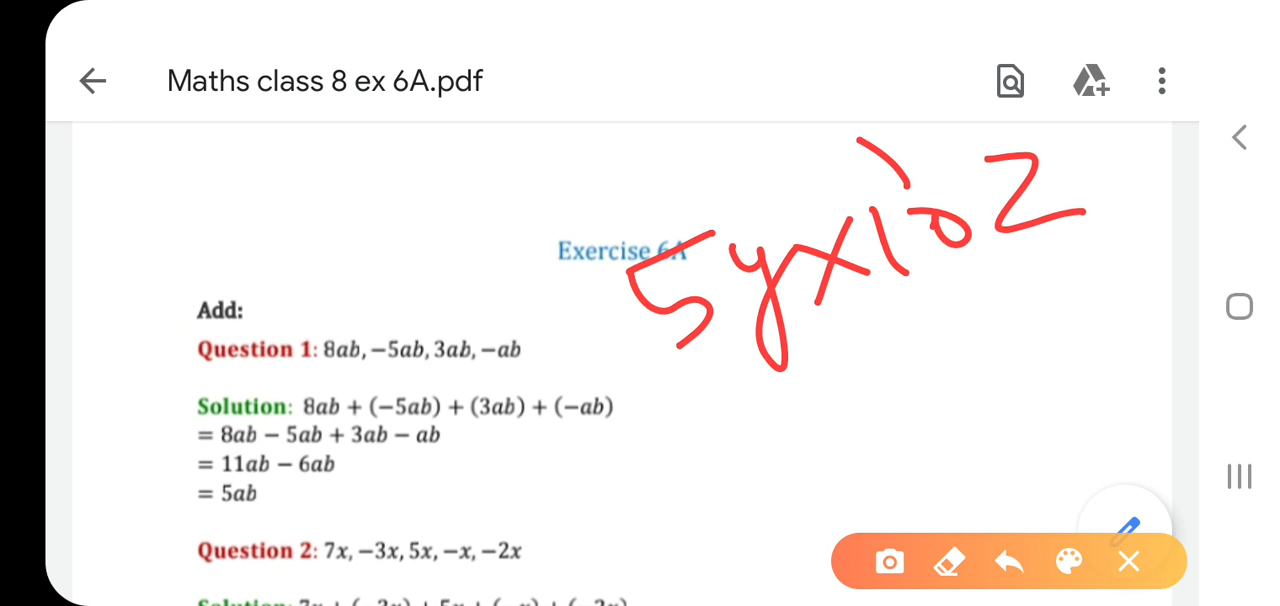 Maths class 8 ex 6A.pdf
Exercise 6A
Add:
Question 1: 8ab, −5ab, 3ab, −ab
Solution: 8ab + (−5ab) + (3ab) + (−ab)
= 8ab − 5ab + 3ab − ab
= 11ab − 6ab
= 5ab
Question 2: 7x, −3x, 5x, −x, −2x